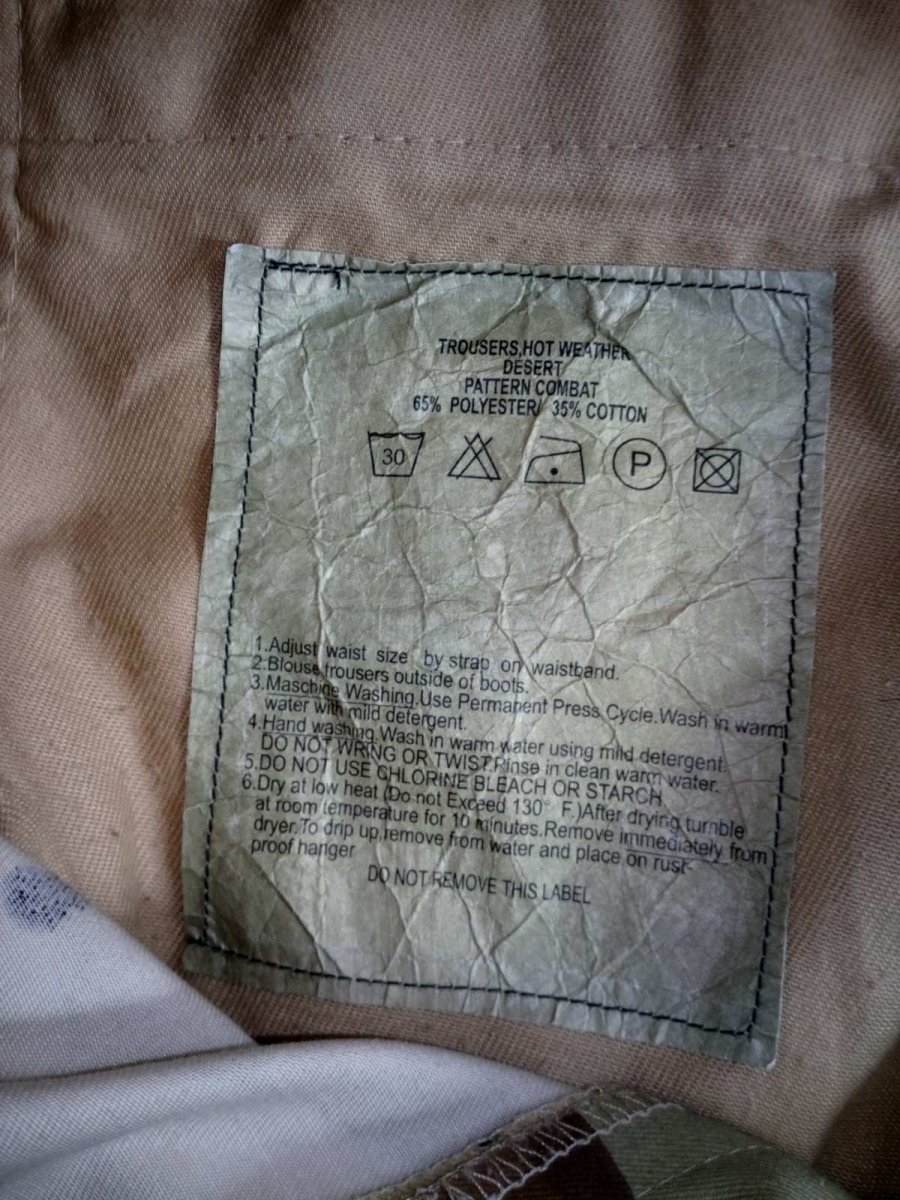 TROUSERS,HOT WEATHER
DESERT
PATTERN COMBAT
65% POLYESTER/ 35% COTTON
30 P
1.Adjust waist size by strap on waistband.
2.Blouse trousers outside of boots.
3.Maschine Washing.Use Permanent Press Cycle.Wash in warm
water with mild detergent.
4.Hand washing.Wash in warm water using mild detergent.
DO NOT WRING OR TWIST.Rinse in clean warm water.
5.DO NOT USE CHLORINE BLEACH OR STARCH
6.Dry at low heat (Do not Exceed 130° F.)After drying turnble
at room temperature for 10 minutes.Remove immediately from
dryer.To drip up,remove from water and place on rust-
proof hanger
DO NOT REMOVE THIS LABEL